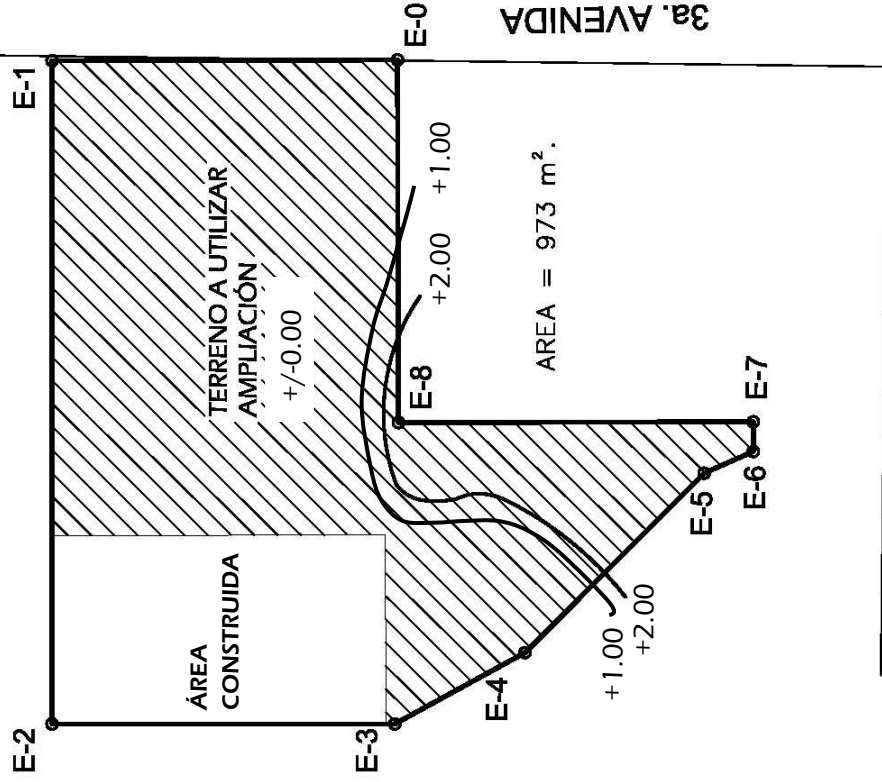 E-1
E-0
3a. AVENIDA
E-2
TERRENO A UTILIZAR
AMPLIACIÓN
+/-0.00
+1.00
+2.00
AREA = 973 m².
E-8
E-7
E-6
E-5
ÁREA
CONSTRUIDA
E-3
E-4
+1.00
+2.00